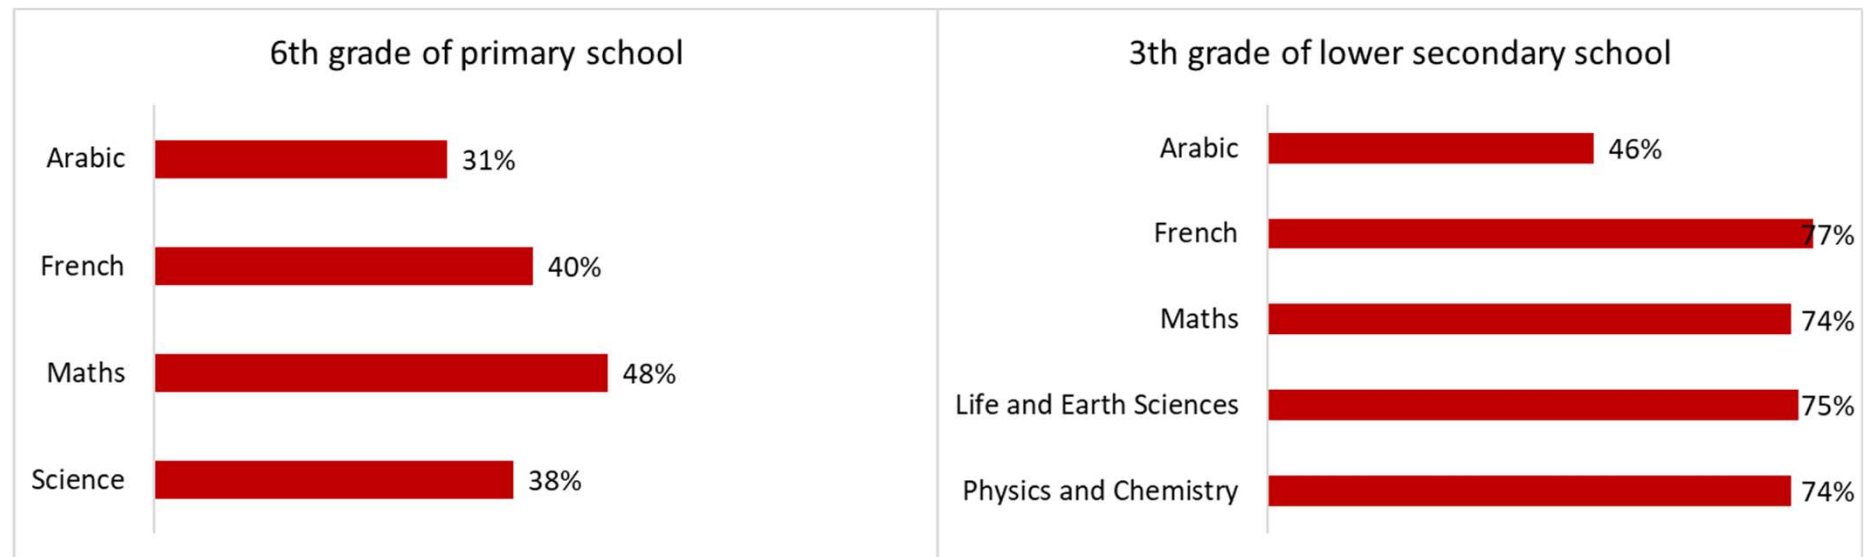 6th grade of primary school
Arabic 31%
French 40%
Maths 48%
Science 38%
3th grade of lower secondary school
Arabic 46%
French 77%
Maths 74%
Life and Earth Sciences 75%
Physics and Chemistry 74%